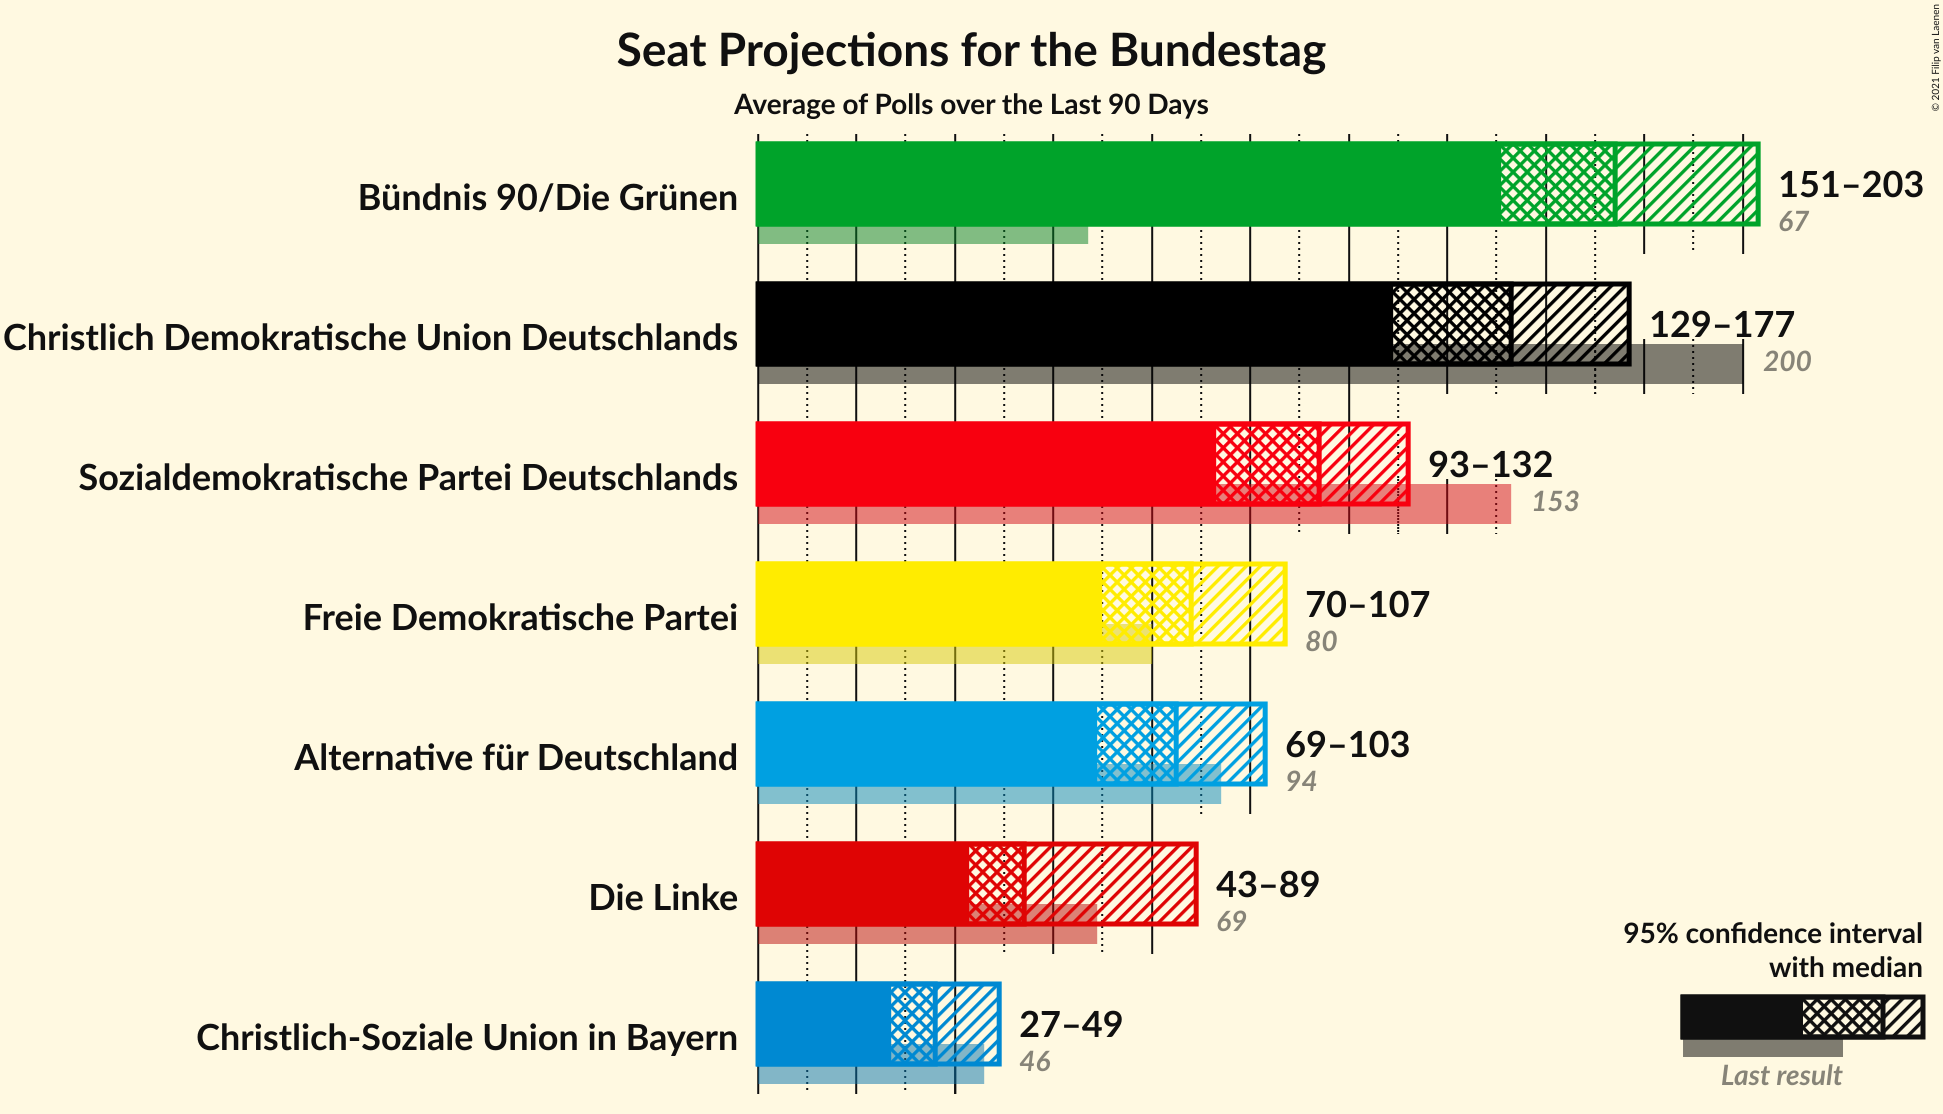 Seat Projections for the Bundestag
Average of Polls over the Last 90 Days
© 2021 Filip van Laenen
Bündnis 90/Die Grünen
151–203
67
Christlich Demokratische Union Deutschlands
129–177
200
Sozialdemokratische Partei Deutschlands
93–132
153
Freie Demokratische Partei
70–107
80
Alternative für Deutschland
69–103
94
Die Linke
43–89
69
Christlich-Soziale Union in Bayern
27–49
46
95% confidence interval
with median
Last result